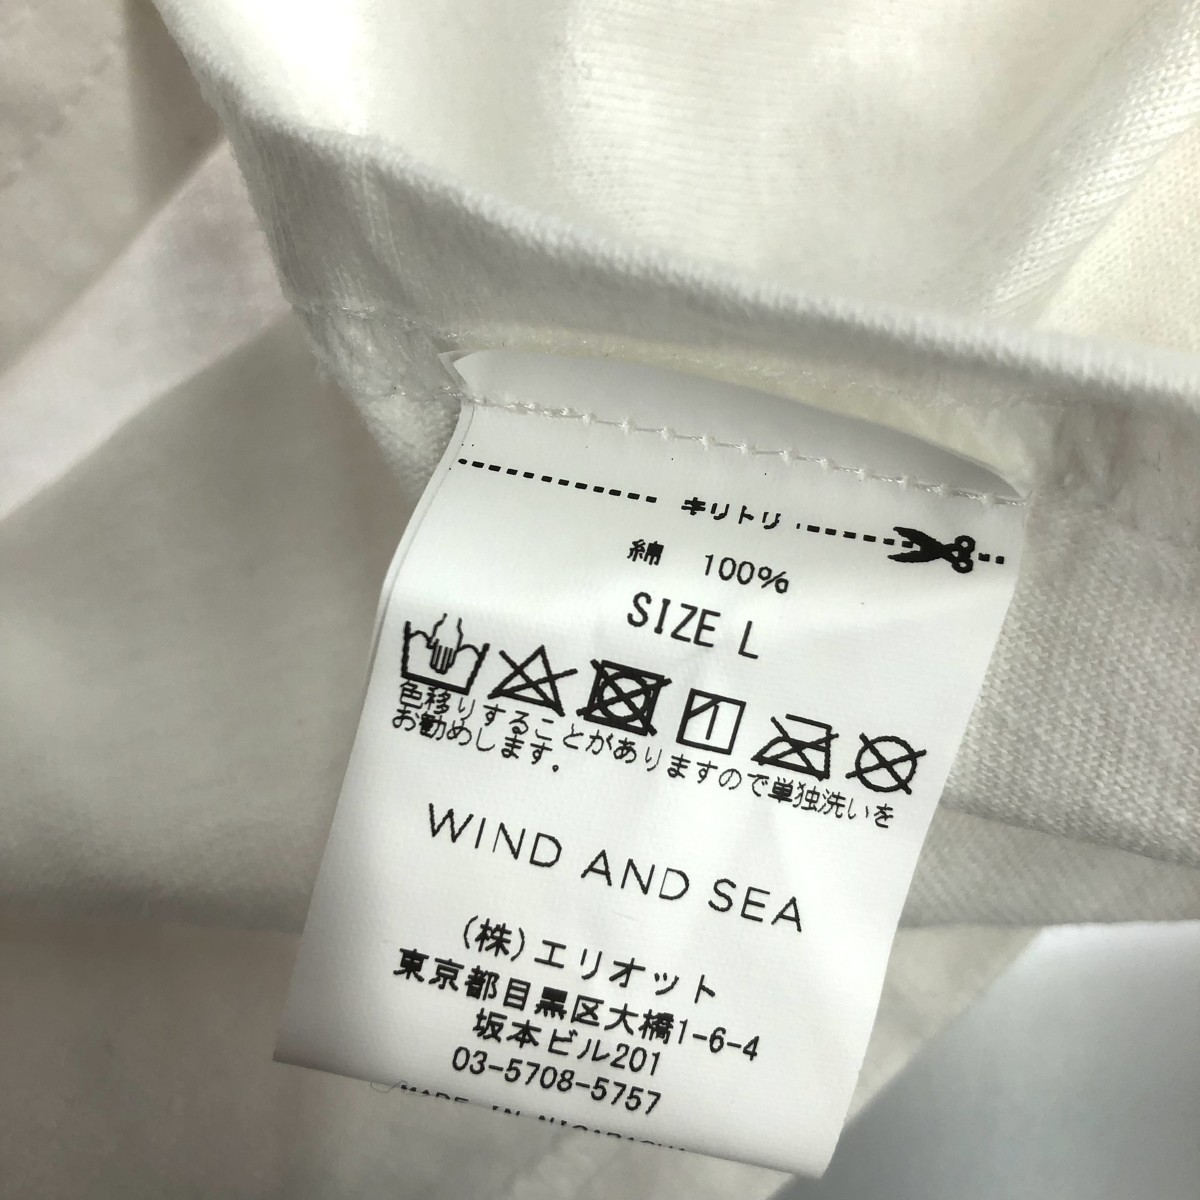 キリトリ
綿 100%
SIZE L
色移りすることがありますので単独洗いを
お勧めします。
WIND AND SEA
(株)エリオット
東京都目黒区大橋1-6-4
坂本ビル201
03-5708-5757
MADE IN NICARAGUA